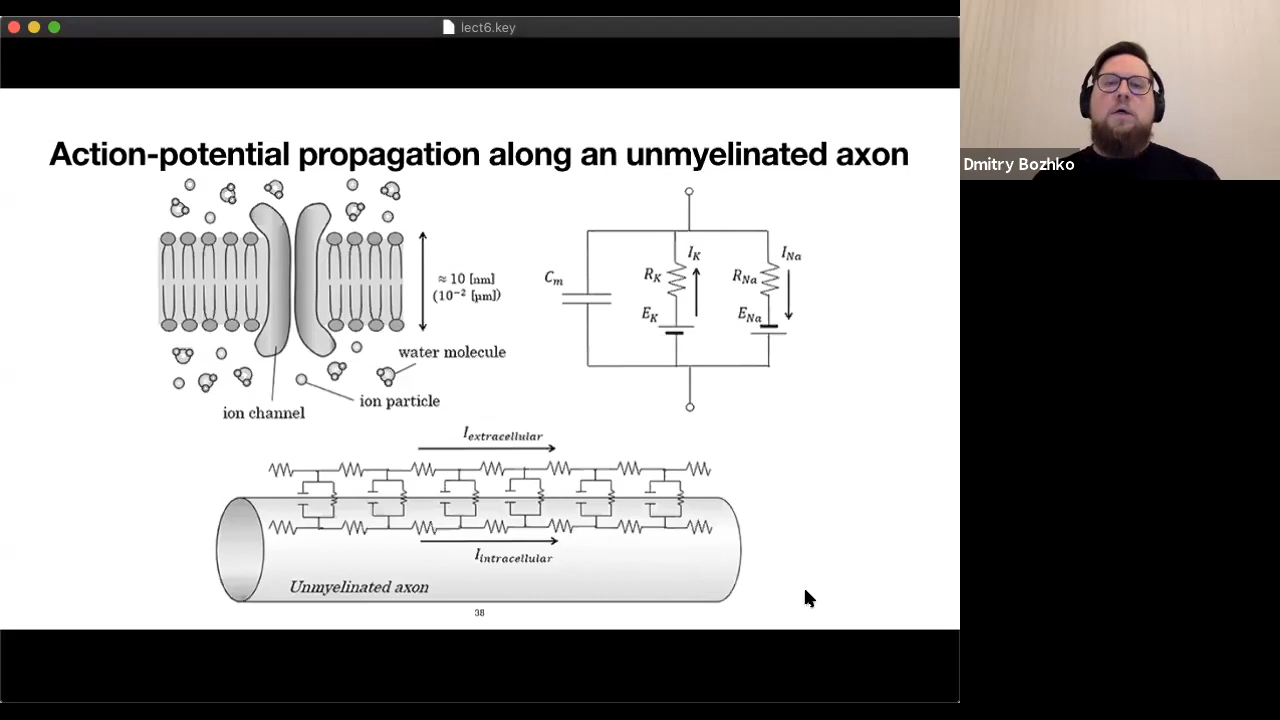 lect6.key
Dmitry Bozhko
Action-potential propagation along an unmyelinated axon
≈ 10 [nm]
(10⁻² [μm])
water molecule
ion particle
ion channel
C_m
R_K
I_K
E_K
R_Na
I_Na
E_Na
I_extracellular
I_intracellular
Unmyelinated axon
38